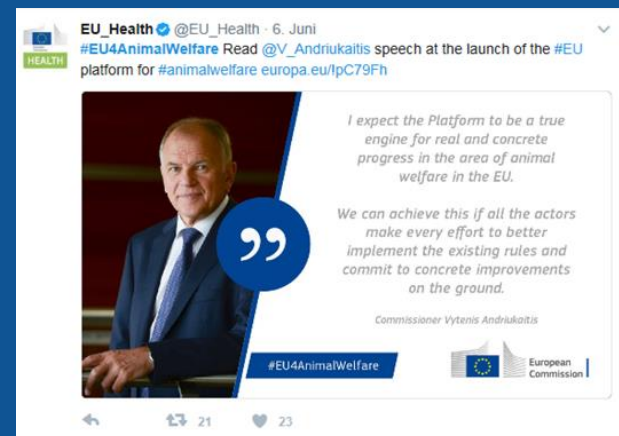 EU_Health @EU_Health · 6. Juni
#EU4AnimalWelfare Read @V_Andriukaitis speech at the launch of the #EU
platform for #animalwelfare europa.eu/!pC79Fh
HEALTH
I expect the Platform to be a true
engine for real and concrete
progress in the area of animal
welfare in the EU.
We can achieve this if all the actors
make every effort to better
implement the existing rules and
commit to concrete improvements
on the ground.
Commissioner Vytenis Andriukaitis
#EU4AnimalWelfare
European
Commission
21
23